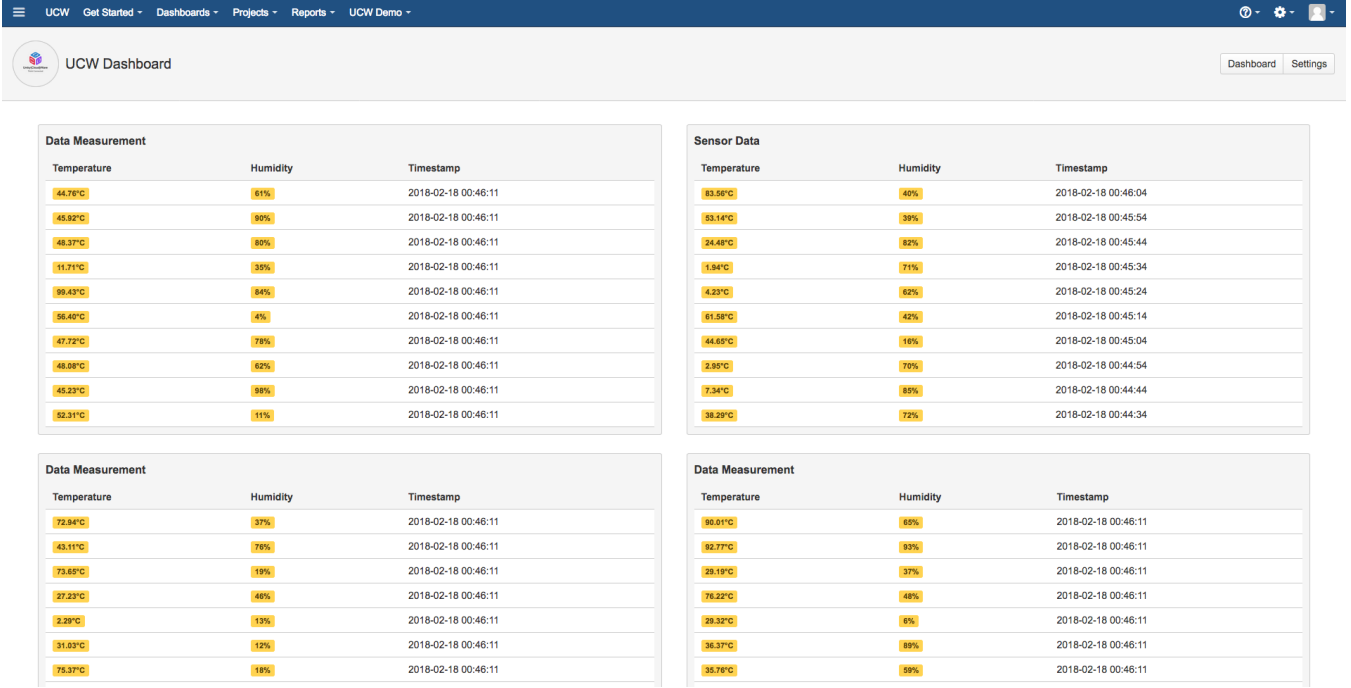 UCW Get Started Dashboards Projects Reports UCW Demo
UCW Dashboard
Dashboard Settings
Data Measurement
Temperature Humidity Timestamp
44.76°C 61% 2018-02-18 00:46:11
45.92°C 90% 2018-02-18 00:46:11
48.37°C 80% 2018-02-18 00:46:11
11.71°C 35% 2018-02-18 00:46:11
99.43°C 84% 2018-02-18 00:46:11
56.40°C 4% 2018-02-18 00:46:11
47.72°C 78% 2018-02-18 00:46:11
48.08°C 62% 2018-02-18 00:46:11
45.23°C 98% 2018-02-18 00:46:11
52.31°C 11% 2018-02-18 00:46:11
Sensor Data
Temperature Humidity Timestamp
83.56°C 40% 2018-02-18 00:46:04
53.14°C 39% 2018-02-18 00:45:54
24.48°C 82% 2018-02-18 00:45:44
1.94°C 71% 2018-02-18 00:45:34
4.23°C 62% 2018-02-18 00:45:24
61.58°C 42% 2018-02-18 00:45:14
44.65°C 16% 2018-02-18 00:45:04
2.95°C 70% 2018-02-18 00:44:54
7.34°C 85% 2018-02-18 00:44:44
38.29°C 72% 2018-02-18 00:44:34
Data Measurement
Temperature Humidity Timestamp
72.94°C 37% 2018-02-18 00:46:11
43.11°C 76% 2018-02-18 00:46:11
73.65°C 19% 2018-02-18 00:46:11
27.23°C 46% 2018-02-18 00:46:11
2.29°C 13% 2018-02-18 00:46:11
31.03°C 12% 2018-02-18 00:46:11
75.37°C 18% 2018-02-18 00:46:11
Data Measurement
Temperature Humidity Timestamp
90.01°C 65% 2018-02-18 00:46:11
92.77°C 93% 2018-02-18 00:46:11
29.19°C 37% 2018-02-18 00:46:11
76.22°C 48% 2018-02-18 00:46:11
29.32°C 6% 2018-02-18 00:46:11
36.37°C 89% 2018-02-18 00:46:11
35.76°C 59% 2018-02-18 00:46:11